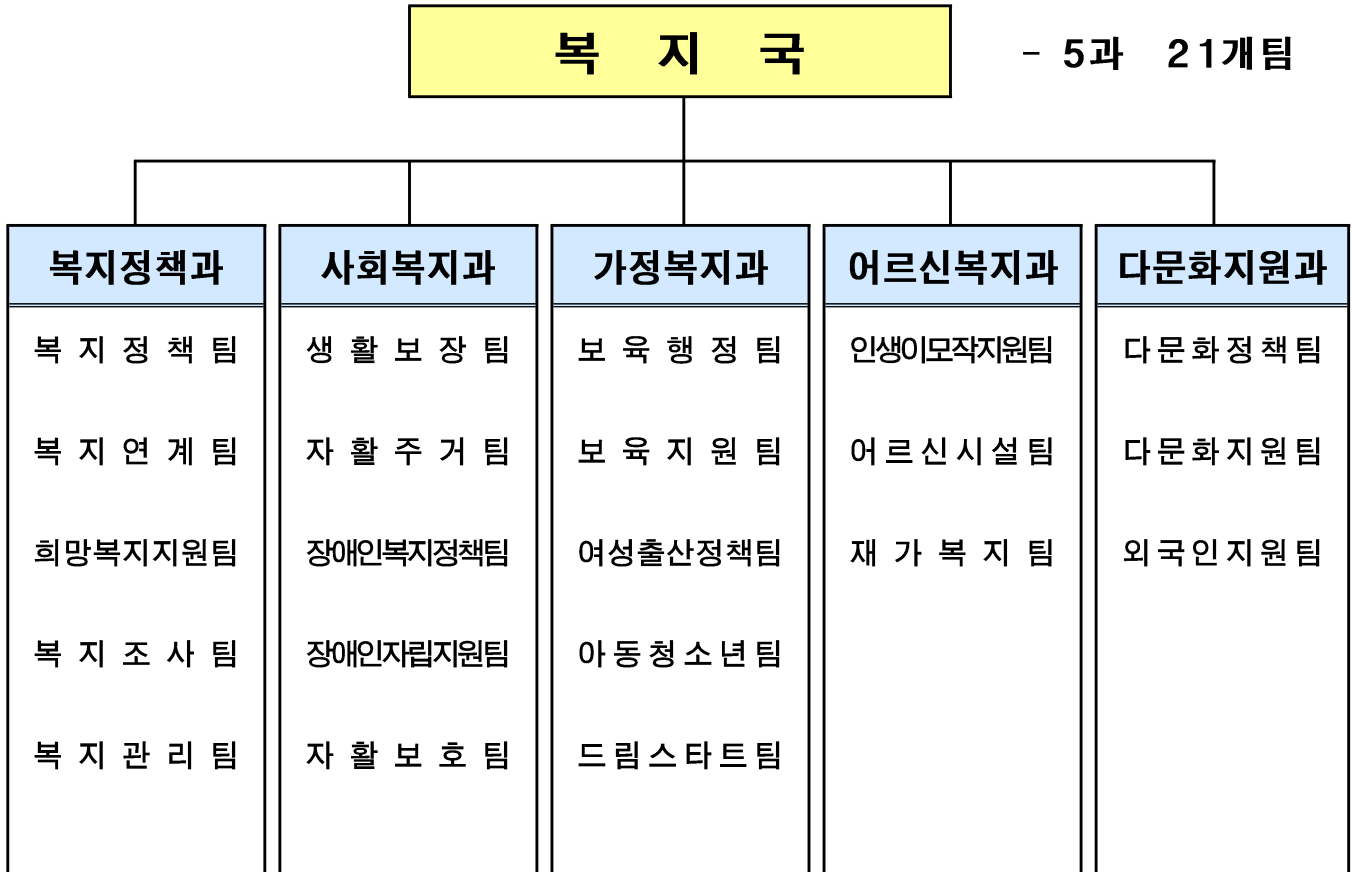 복 지 국
- 5과 21개팀
복지정책과
복 지 정 책 팀
복 지 연 계 팀
희망복지지원팀
복 지 조 사 팀
복 지 관 리 팀
사회복지과
생 활 보 장 팀
자 활 주 거 팀
장애인복지정책팀
장애인자립지원팀
자 활 보 호 팀
가정복지과
보 육 행 정 팀
보 육 지 원 팀
여성출산정책팀
아동청소년팀
드림스타트팀
어르신복지과
인생이모작지원팀
어르신시설팀
재 가 복 지 팀
다문화지원과
다문화정책팀
다문화지원팀
외국인지원팀